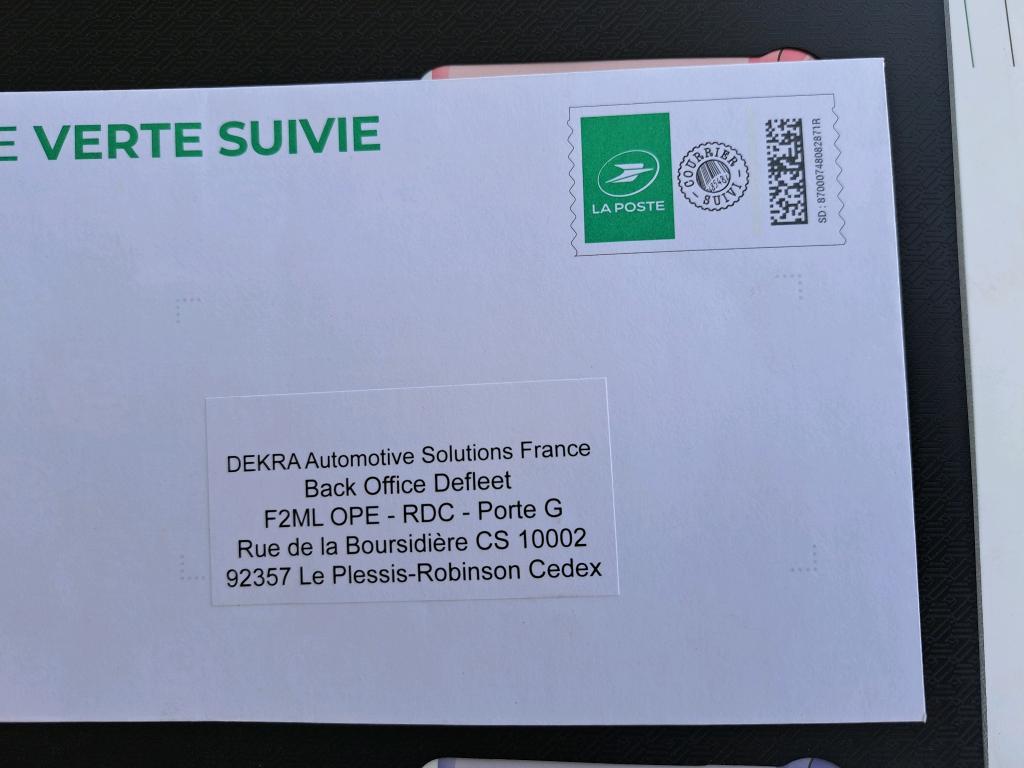 E VERTE SUIVIE
LA POSTE
COURRIER
SUIVI
SD : 87000748082871R
DEKRA Automotive Solutions France
Back Office Defleet
F2ML OPE - RDC - Porte G
Rue de la Boursidière CS 10002
92357 Le Plessis-Robinson Cedex